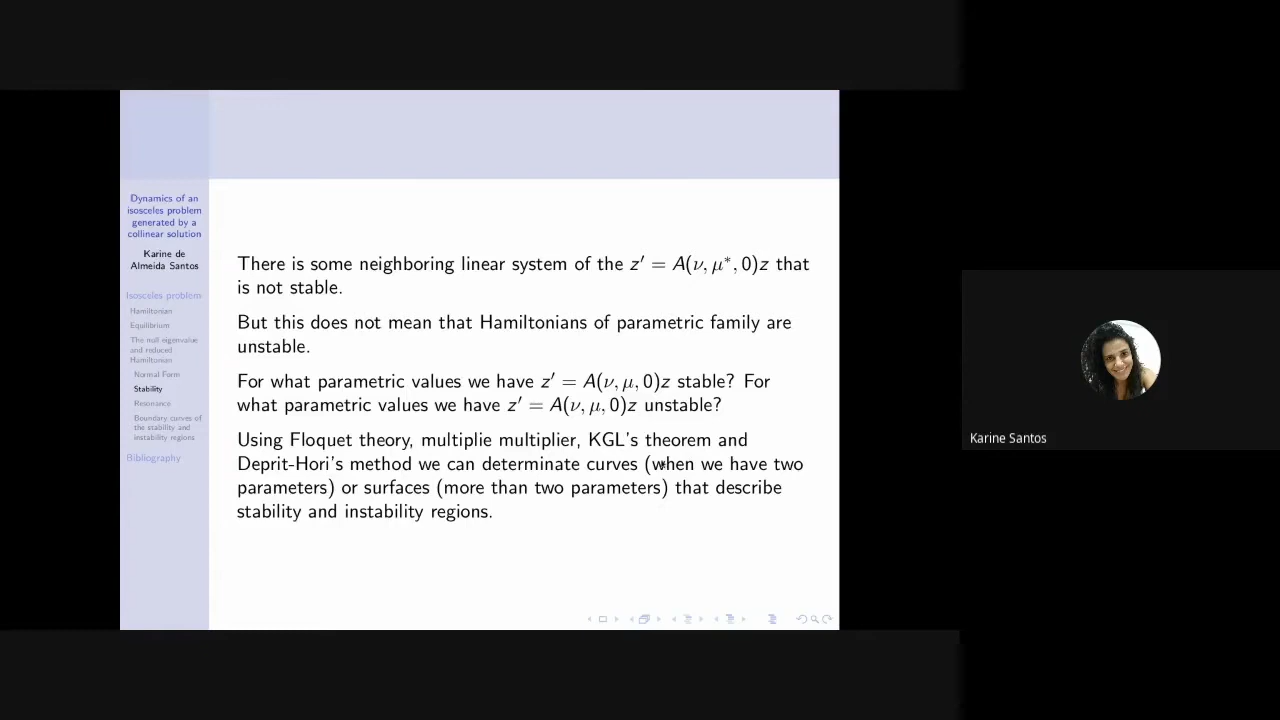 Dynamics of an
isosceles problem
generated by a
collinear solution
Karine de
Almeida Santos
Isosceles problem
Hamiltonian
Equilibrium
The null eigenvalue
and reduced
Hamiltonian
Normal Form
Stability
Resonance
Boundary curves of
the stability and
instability regions
Bibliography
There is some neighboring linear system of the z′ = A(ν, μ*, 0)z that
is not stable.
But this does not mean that Hamiltonians of parametric family are
unstable.
For what parametric values we have z′ = A(ν, μ, 0)z stable? For
what parametric values we have z′ = A(ν, μ, 0)z unstable?
Using Floquet theory, multiplie multiplier, KGL's theorem and
Deprit-Hori's method we can determinate curves (when we have two
parameters) or surfaces (more than two parameters) that describe
stability and instability regions.
Karine Santos